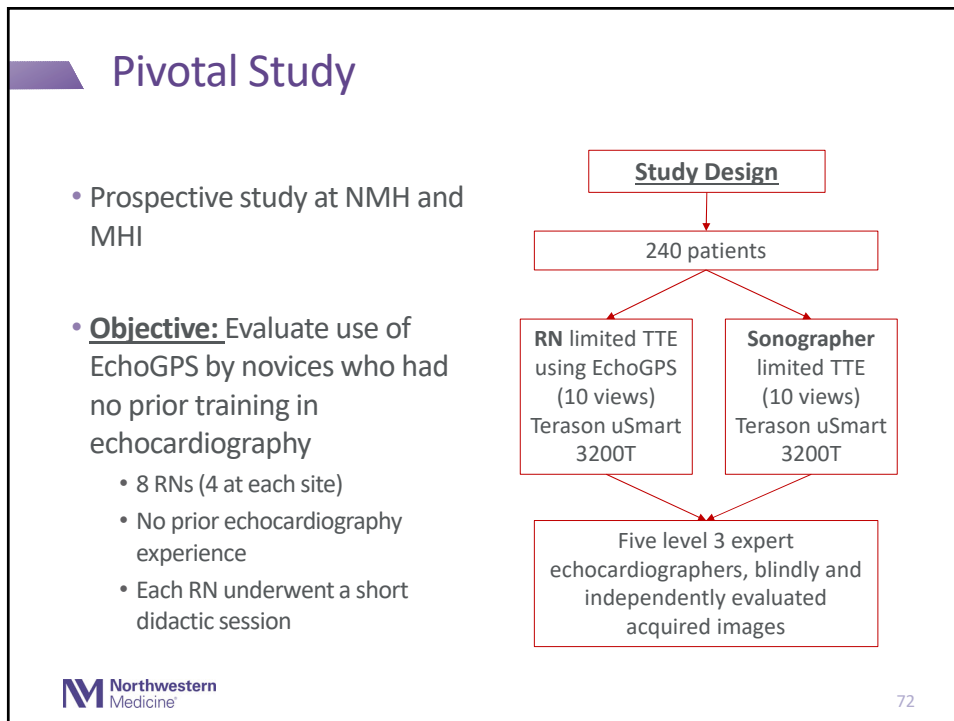 Pivotal Study
• Prospective study at NMH and
MHI
• Objective: Evaluate use of
EchoGPS by novices who had
no prior training in
echocardiography
• 8 RNs (4 at each site)
• No prior echocardiography
experience
• Each RN underwent a short
didactic session
Study Design
240 patients
RN limited TTE
using EchoGPS
(10 views)
Terason uSmart
3200T
Sonographer
limited TTE
(10 views)
Terason uSmart
3200T
Five level 3 expert
echocardiographers, blindly and
independently evaluated
acquired images
NM Northwestern
Medicine®
72